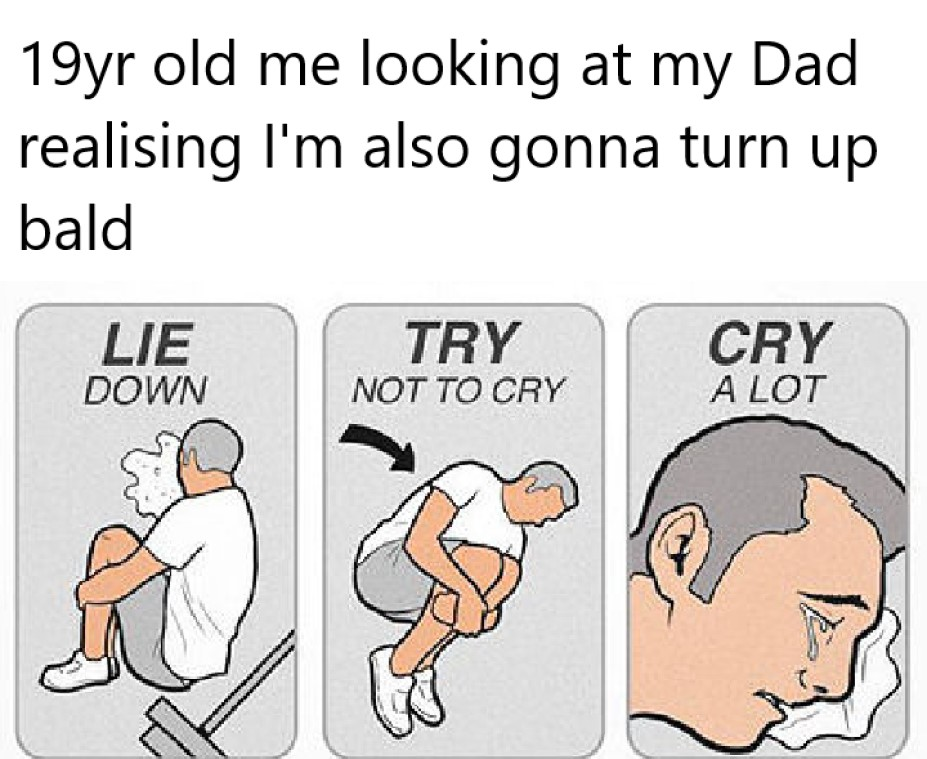 19yr old me looking at my Dad
realising I'm also gonna turn up
bald
LIE
DOWN
TRY
NOT TO CRY
CRY
A LOT